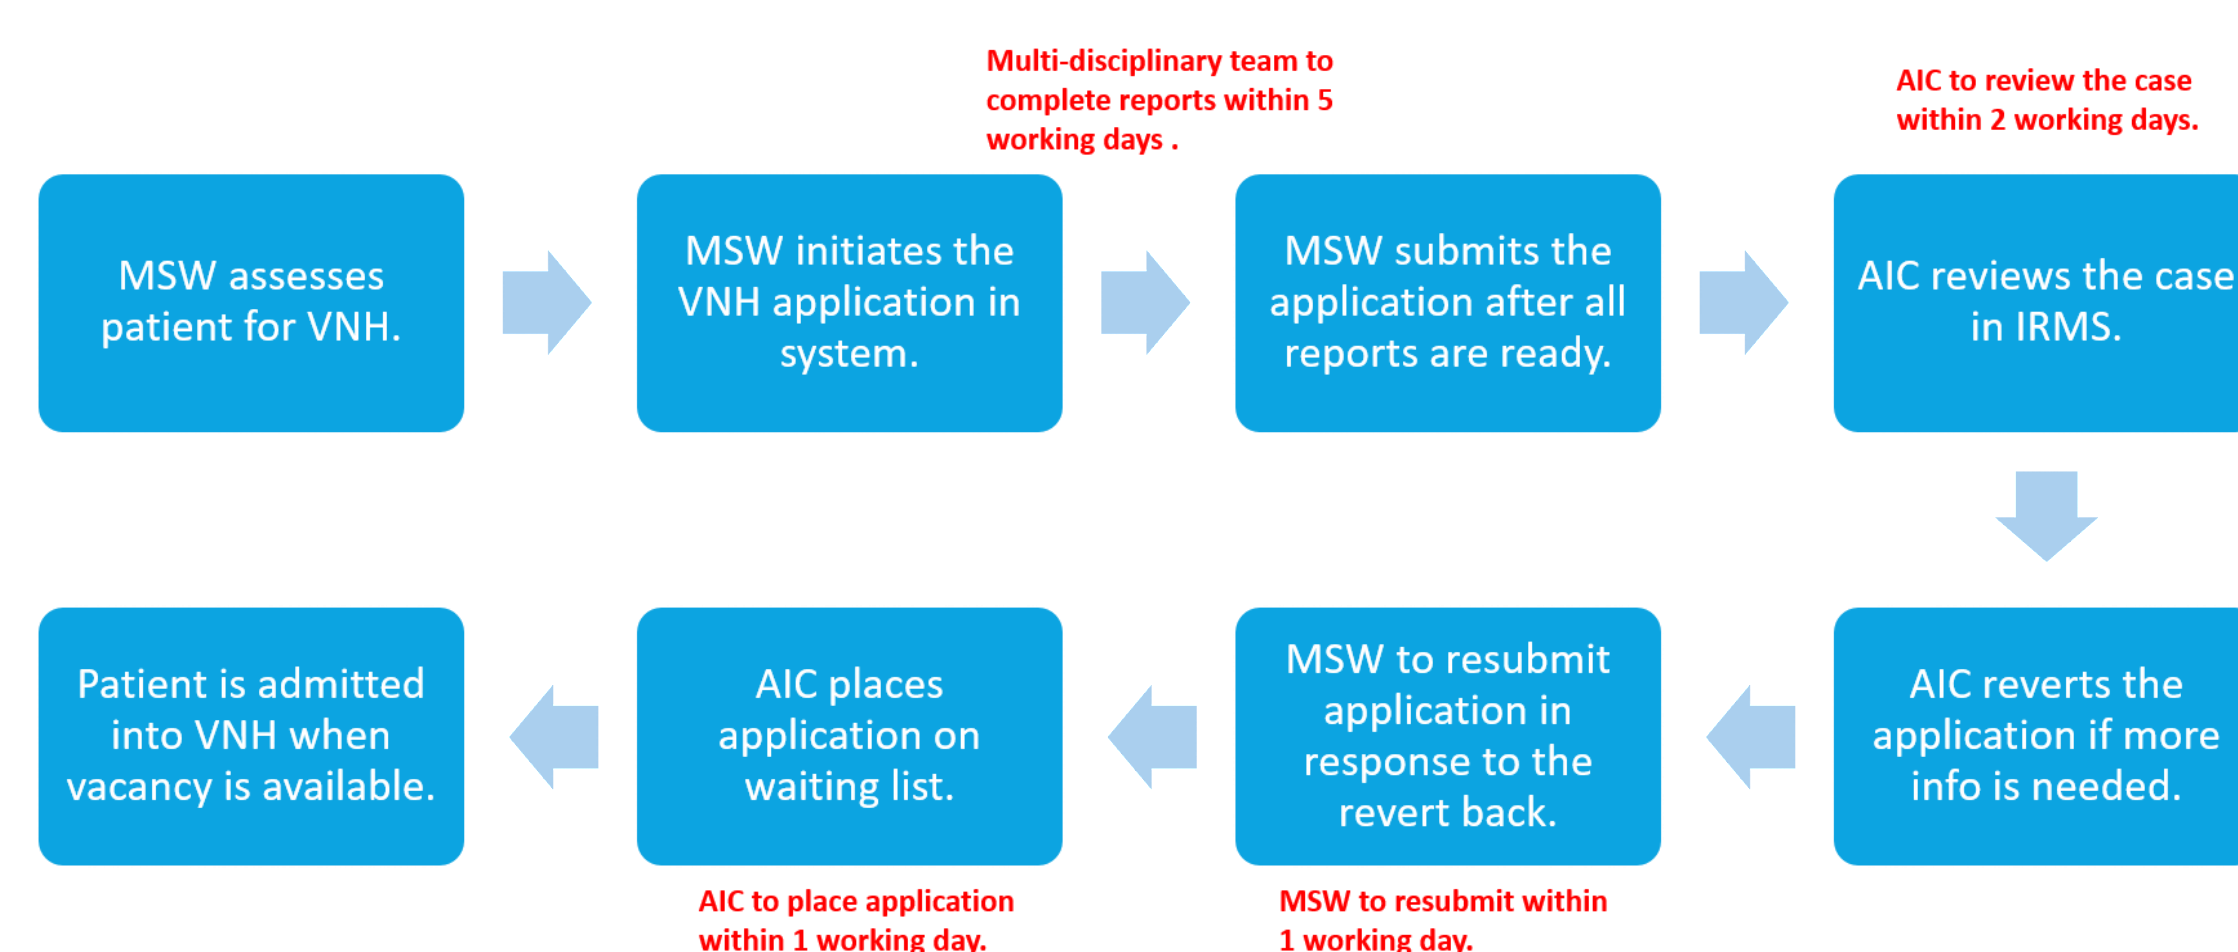 Multi-disciplinary team to
complete reports within 5
working days .
AIC to review the case
within 2 working days.
MSW assesses
patient for VNH.
MSW initiates the
VNH application in
system.
MSW submits the
application after all
reports are ready.
AIC reviews the case
in IRMS.
AIC reverts the
application if more
info is needed.
MSW to resubmit
application in
response to the
revert back.
AIC places
application on
waiting list.
Patient is admitted
into VNH when
vacancy is available.
AIC to place application
within 1 working day.
MSW to resubmit within
1 working day.